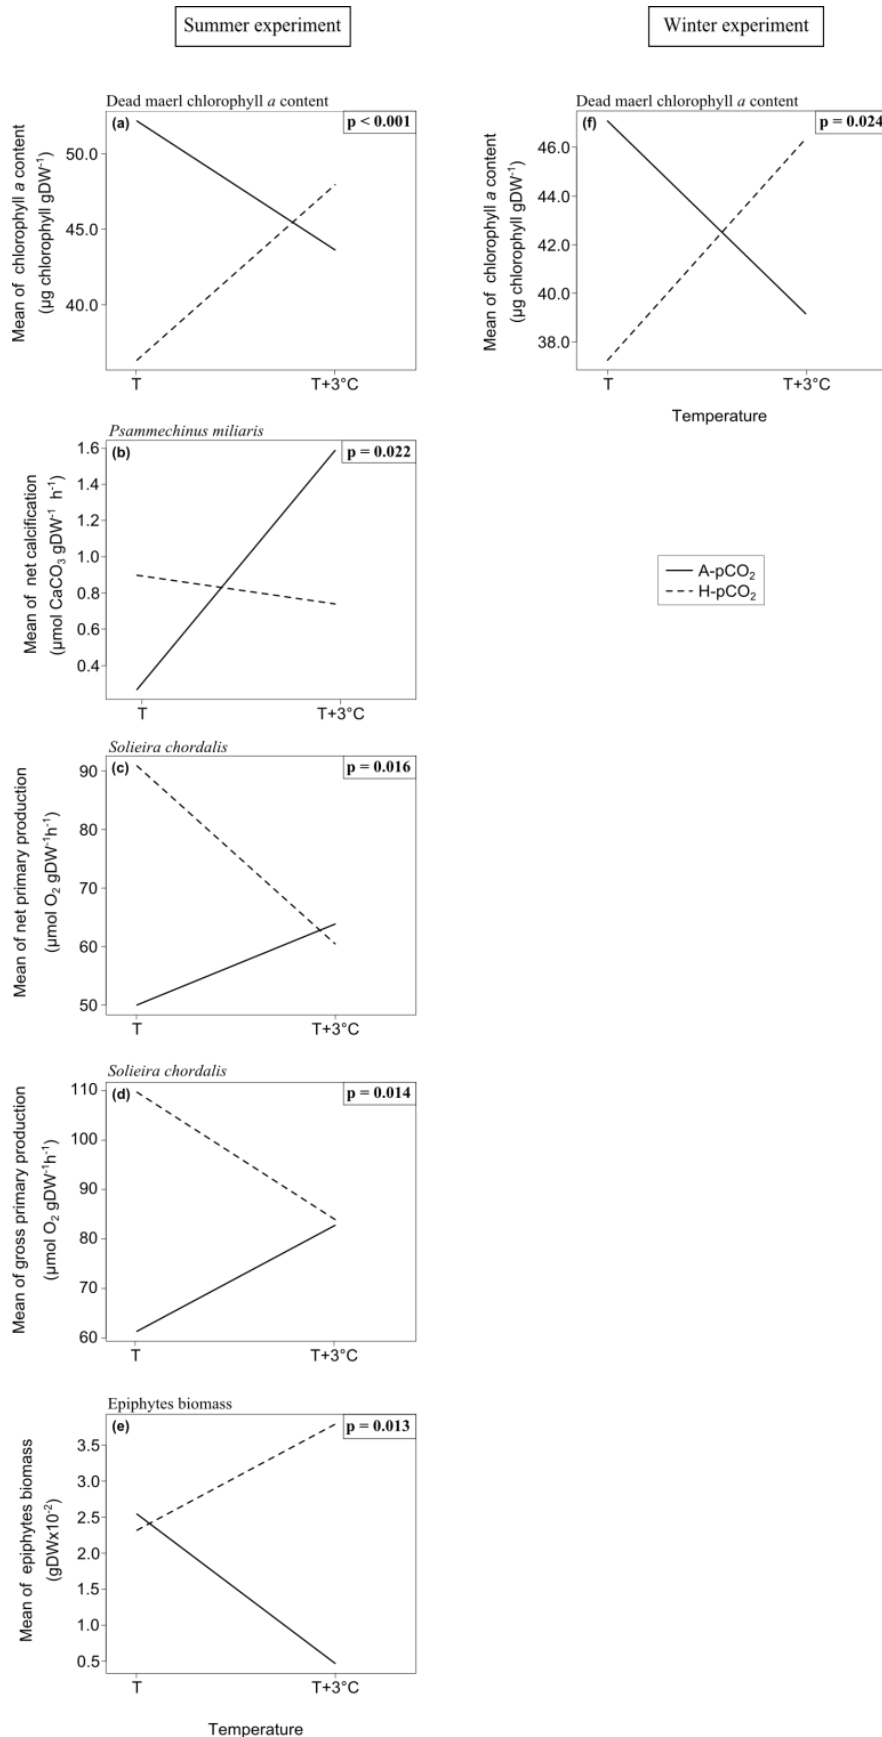 Summer experiment
Winter experiment
Dead maerl chlorophyll a content
(a)
p < 0.001
Mean of chlorophyll a content
(µg chlorophyll gDW⁻¹)
50.0
45.0
40.0
T
T+3°C
Dead maerl chlorophyll a content
(f)
p = 0.024
Mean of chlorophyll a content
(µg chlorophyll gDW⁻¹)
46.0
44.0
42.0
40.0
38.0
T
T+3°C
Temperature
Psammechinus miliaris
(b)
p = 0.022
Mean of net calcification
(µmol CaCO₃ gDW⁻¹ h⁻¹)
1.6
1.4
1.2
1.0
0.8
0.6
0.4
T
T+3°C
A-pCO₂
H-pCO₂
Solieira chordalis
(c)
p = 0.016
Mean of net primary production
(µmol O₂ gDW⁻¹h⁻¹)
90
80
70
60
50
T
T+3°C
Solieira chordalis
(d)
p = 0.014
Mean of gross primary production
(µmol O₂ gDW⁻¹h⁻¹)
110
100
90
80
70
60
T
T+3°C
Epiphytes biomass
(e)
p = 0.013
Mean of epiphytes biomass
(gDWx10⁻²)
3.5
3.0
2.5
2.0
1.5
1.0
0.5
T
T+3°C
Temperature